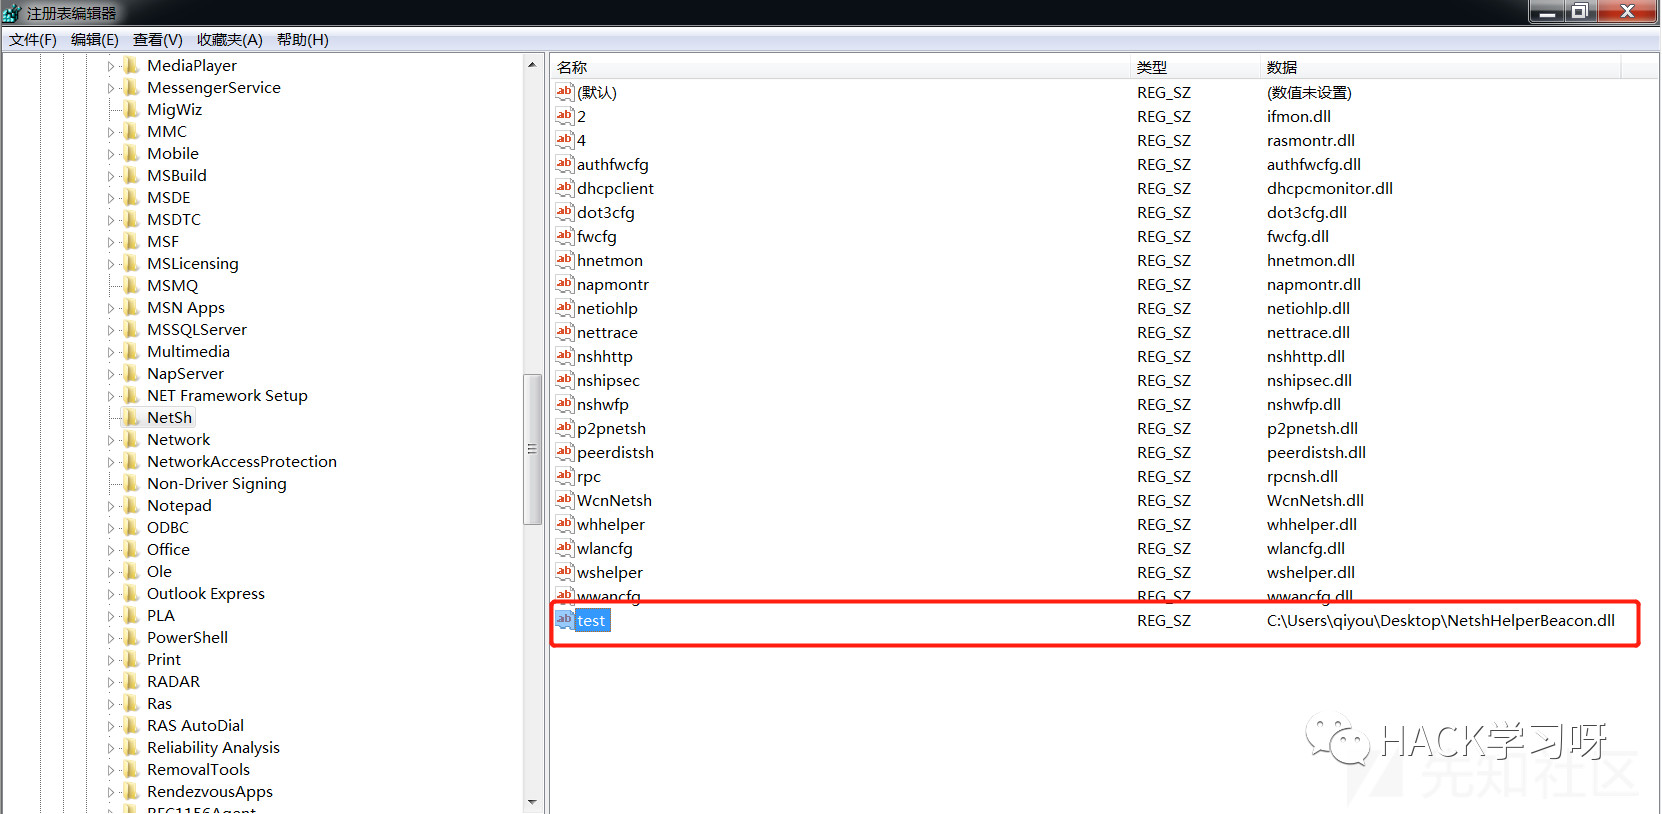 注册表编辑器
文件(F) 编辑(E) 查看(V) 收藏夹(A) 帮助(H)
MediaPlayer
MessengerService
MigWiz
MMC
Mobile
MSBuild
MSDE
MSDTC
MSF
MSLicensing
MSMQ
MSN Apps
MSSQLServer
Multimedia
NapServer
NET Framework Setup
NetSh
Network
NetworkAccessProtection
Non-Driver Signing
Notepad
ODBC
Office
Ole
Outlook Express
PLA
PowerShell
Print
RADAR
Ras
RAS AutoDial
Reliability Analysis
RemovalTools
RendezvousApps
RFC1156Agent
名称 类型 数据
(默认) REG_SZ (数值未设置)
2 REG_SZ ifmon.dll
4 REG_SZ rasmontr.dll
authfwcfg REG_SZ authfwcfg.dll
dhcpclient REG_SZ dhcpcmonitor.dll
dot3cfg REG_SZ dot3cfg.dll
fwcfg REG_SZ fwcfg.dll
hnetmon REG_SZ hnetmon.dll
napmontr REG_SZ napmontr.dll
netiohlp REG_SZ netiohlp.dll
nettrace REG_SZ nettrace.dll
nshhttp REG_SZ nshhttp.dll
nshipsec REG_SZ nshipsec.dll
nshwfp REG_SZ nshwfp.dll
p2pnetsh REG_SZ p2pnetsh.dll
peerdistsh REG_SZ peerdistsh.dll
rpc REG_SZ rpcnsh.dll
WcnNetsh REG_SZ WcnNetsh.dll
whhelper REG_SZ whhelper.dll
wlancfg REG_SZ wlancfg.dll
wshelper REG_SZ wshelper.dll
wwancfg REG_SZ wwancfg.dll
test REG_SZ C:\Users\qiyou\Desktop\NetshHelperBeacon.dll
HACK学习呀
先知社区